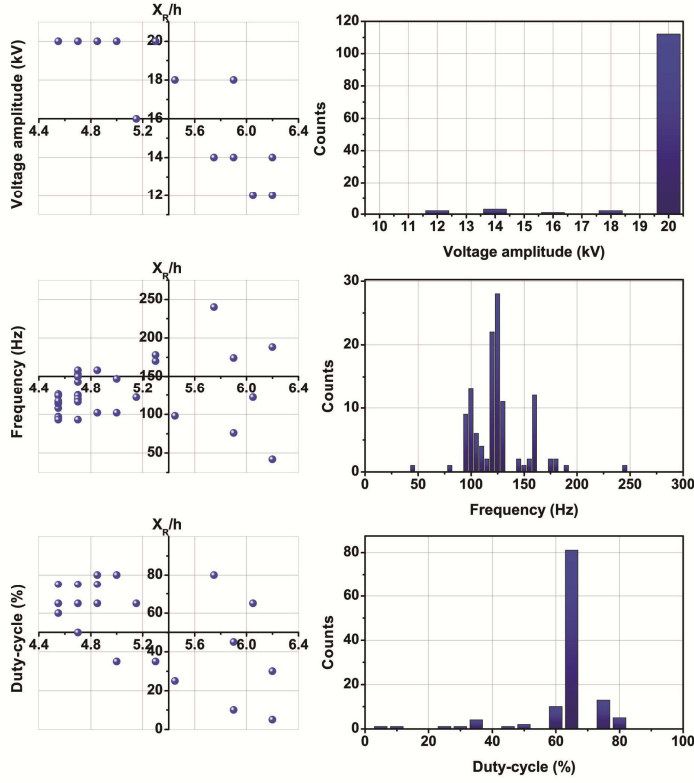 X_R/h
Voltage amplitude (kV)
20
18
16
14
12
4.4 4.8 5.2 5.6 6.0 6.4
Counts
120
100
80
60
40
20
0
10 11 12 13 14 15 16 17 18 19 20
Voltage amplitude (kV)
X_R/h
Frequency (Hz)
250
200
150
100
50
4.4 4.8 5.2 5.6 6.0 6.4
Counts
30
20
10
0
0 50 100 150 200 250 300
Frequency (Hz)
X_R/h
Duty-cycle (%)
80
60
40
20
0
4.4 4.8 5.2 5.6 6.0 6.4
Counts
80
60
40
20
0
0 20 40 60 80 100
Duty-cycle (%)